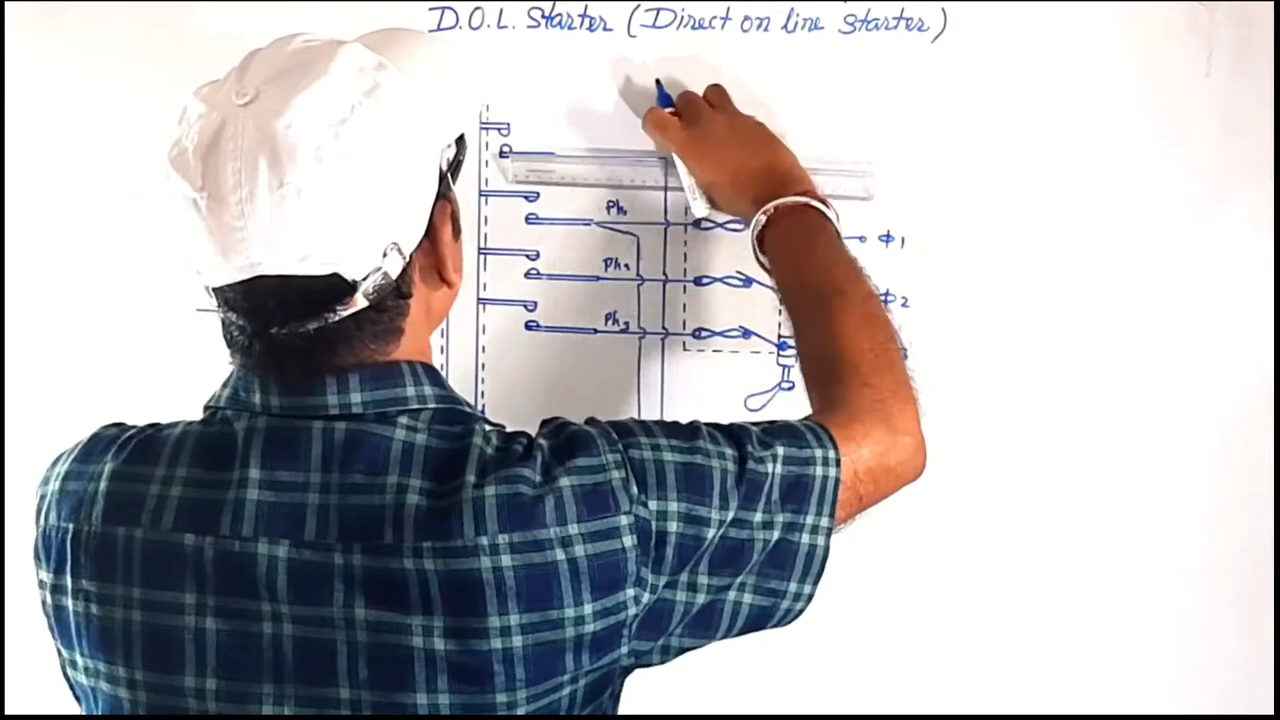 D.O.L. Starter (Direct on line starter)
Ph₁
ϕ1
Ph₂
ϕ2
Ph₃